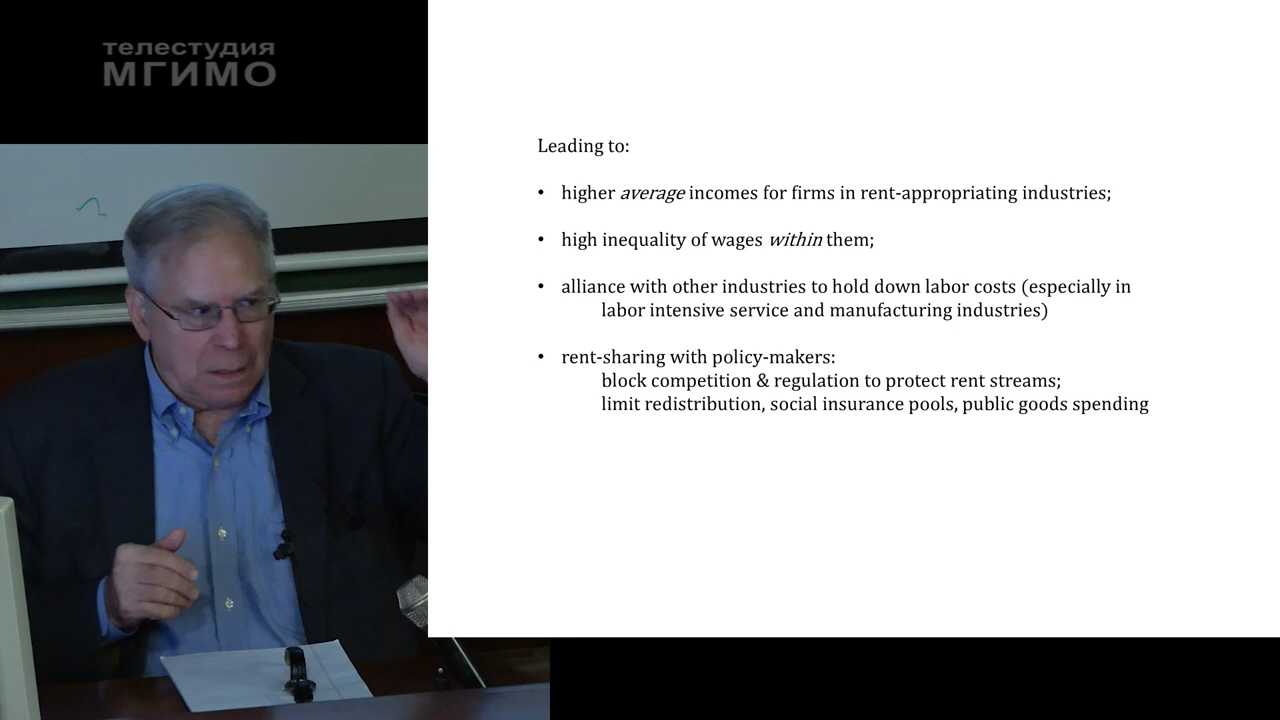 телестудия
МГИМО
Leading to:
• higher average incomes for firms in rent-appropriating industries;
• high inequality of wages within them;
• alliance with other industries to hold down labor costs (especially in
labor intensive service and manufacturing industries)
• rent-sharing with policy-makers:
block competition & regulation to protect rent streams;
limit redistribution, social insurance pools, public goods spending